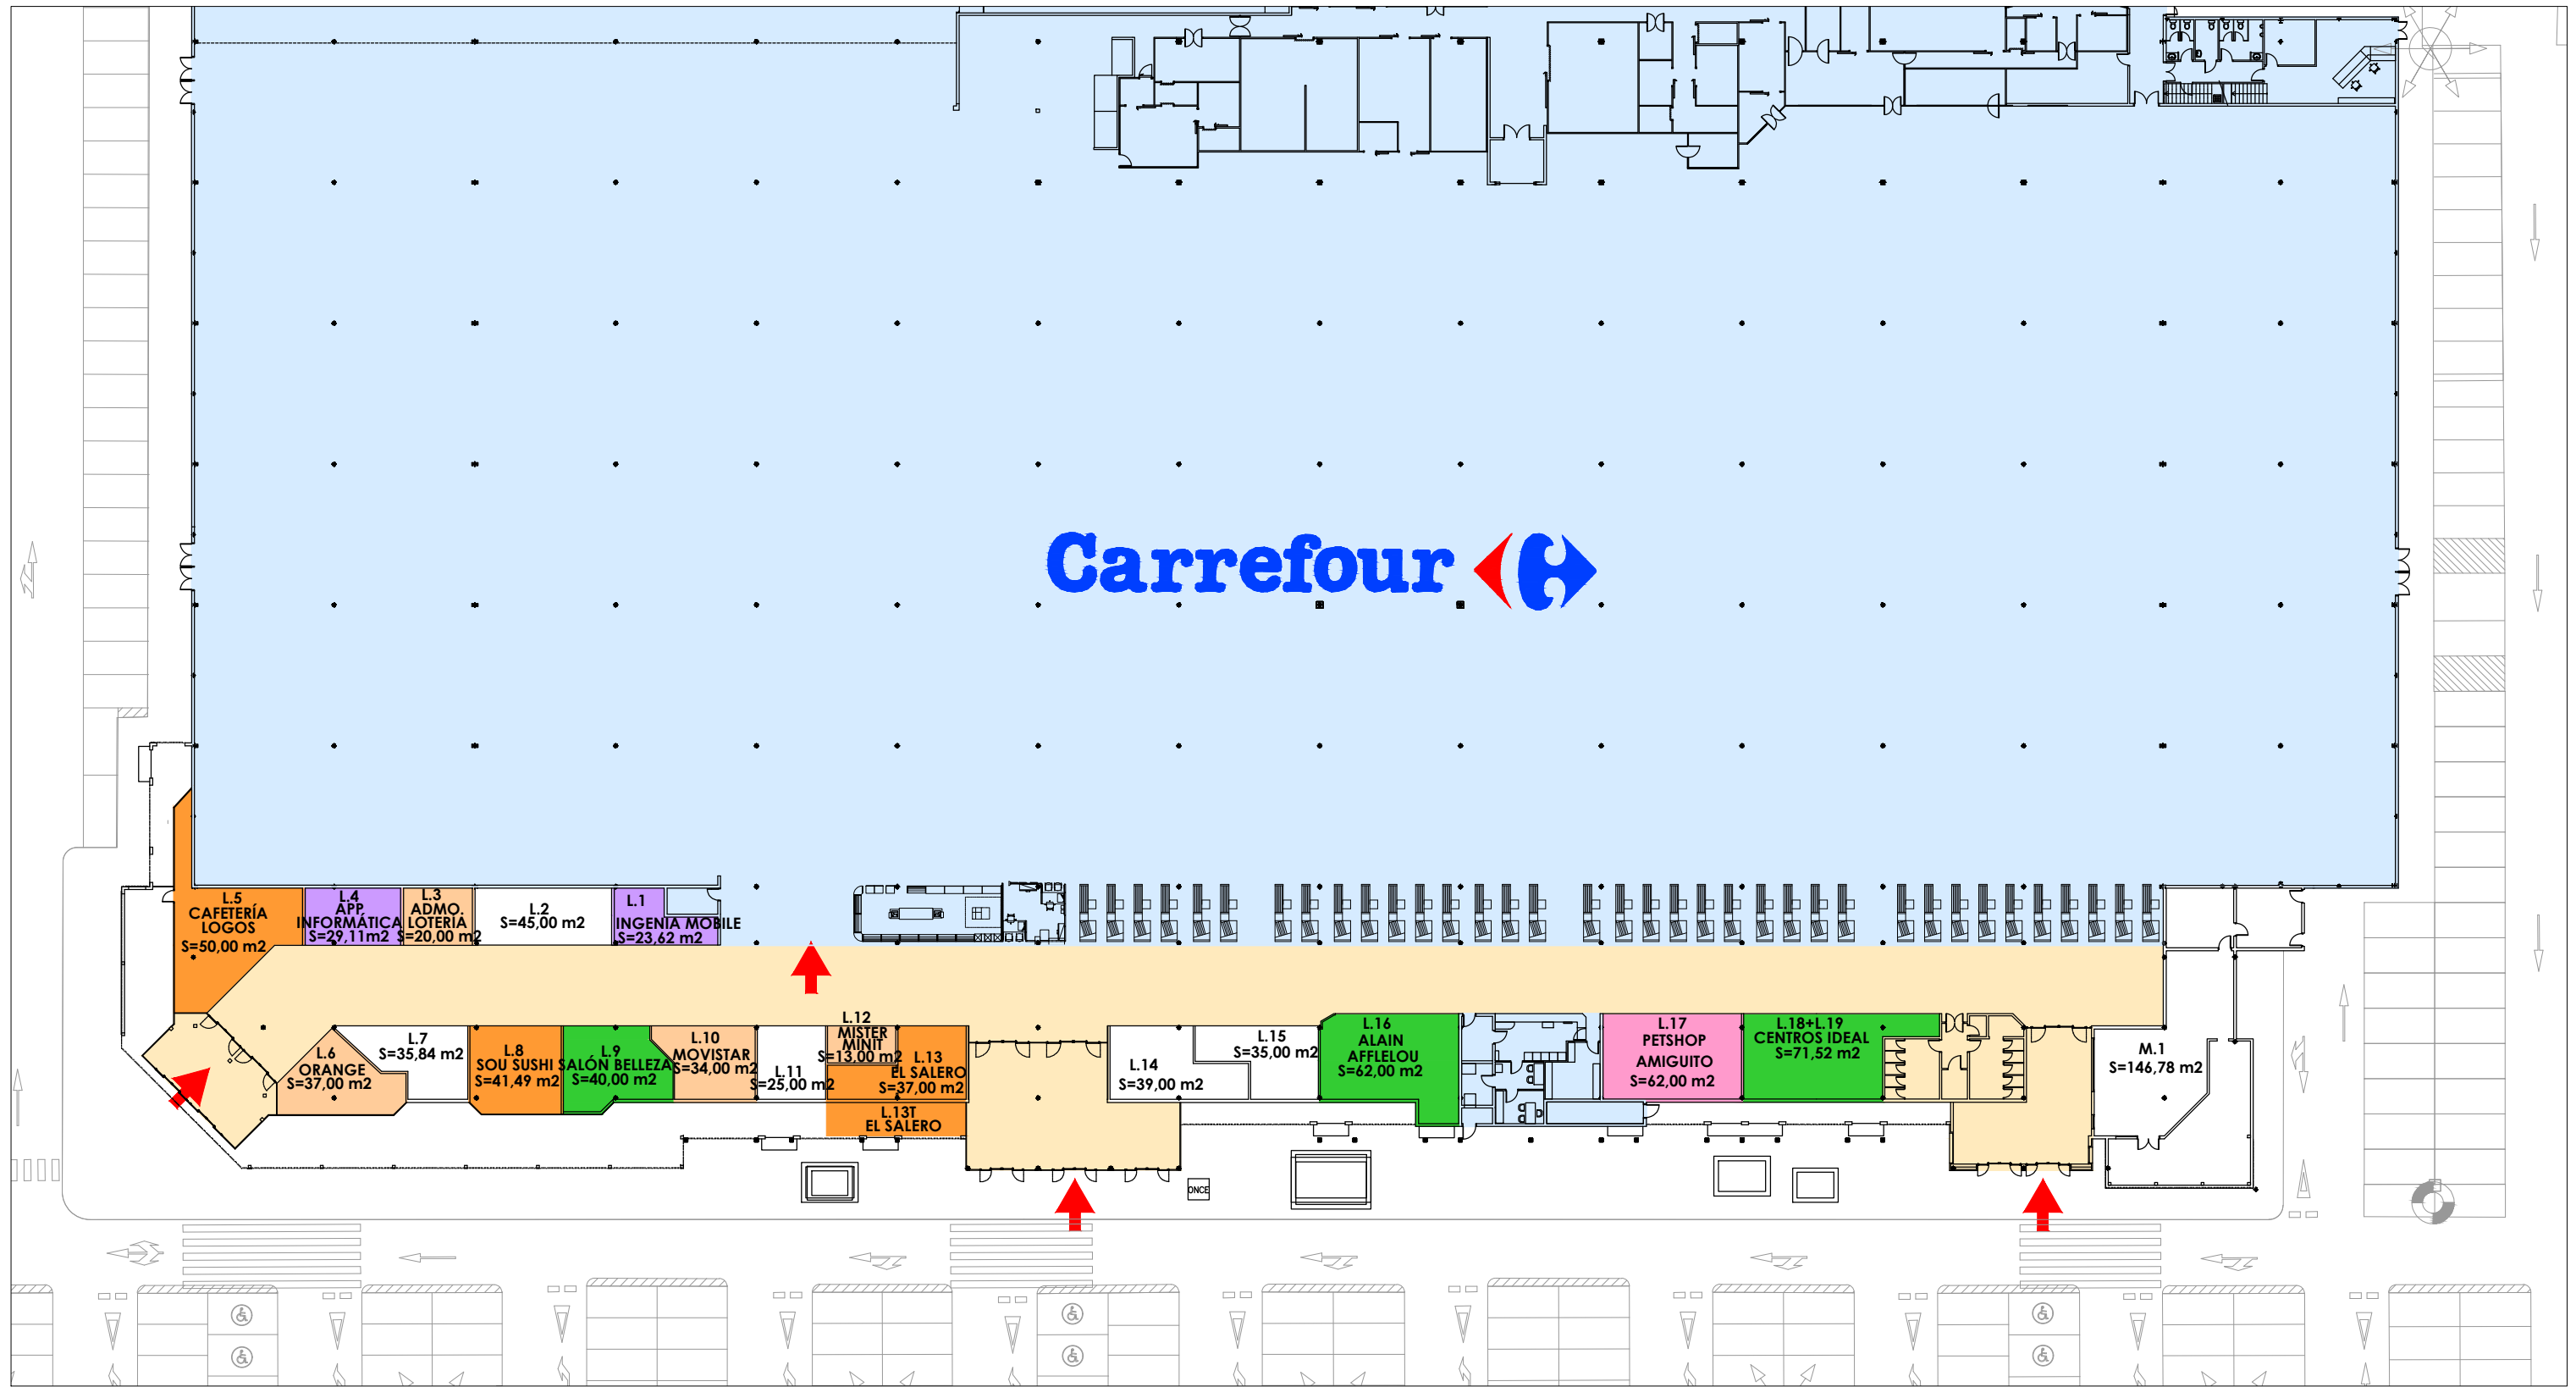 Carrefour
L.5
CAFETERÍA
LOGOS
S=50,00 m2
L.4
APP.
INFORMÁTICA
S=29,11m2
L.3
ADMO.
LOTERÍA
S=20,00 m2
L.2
S=45,00 m2
L.1
INGENIA MOBILE
S=23,62 m2
L.6
ORANGE
S=37,00 m2
L.7
S=35,84 m2
L.8
SOU SUSHI
S=41,49 m2
L.9
SALÓN BELLEZA
S=40,00 m2
L.10
MOVISTAR
S=34,00 m2
L.11
S=25,00 m2
L.12
MISTER
MINIT
S=13,00 m2
L.13
EL SALERO
S=37,00 m2
L.13T
EL SALERO
L.14
S=39,00 m2
L.15
S=35,00 m2
L.16
ALAIN
AFFLELOU
S=62,00 m2
L.17
PETSHOP
AMIGUITO
S=62,00 m2
L.18+L.19
CENTROS IDEAL
S=71,52 m2
M.1
S=146,78 m2
ONCE